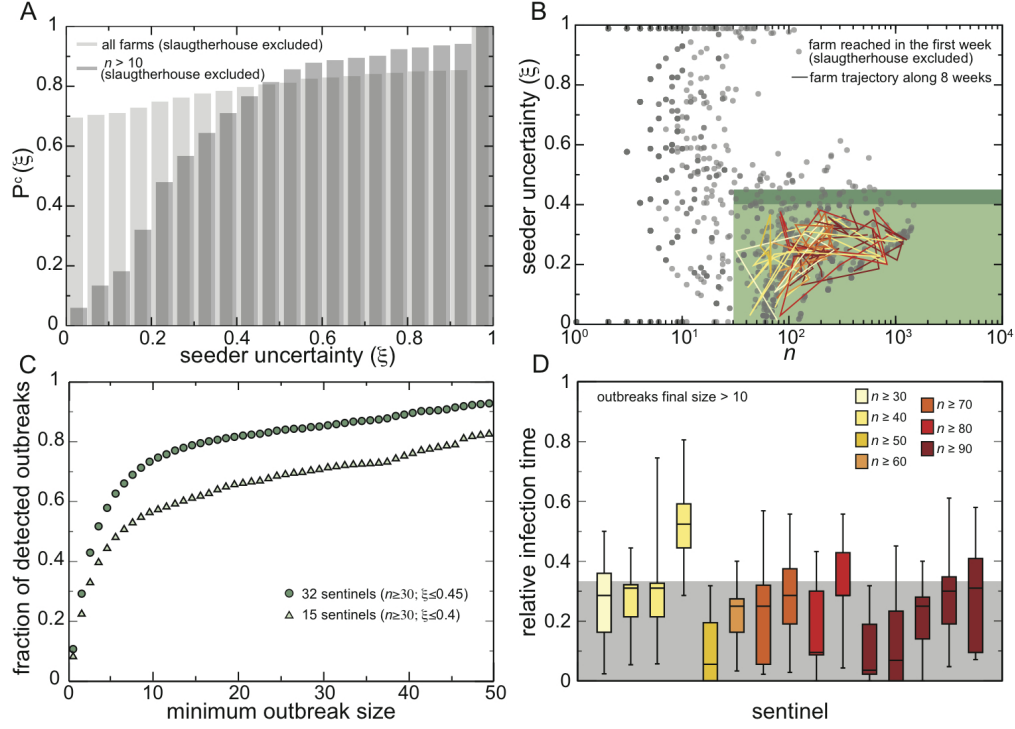 A
all farms (slaugtherhouse excluded)
n > 10
(slaugtherhouse excluded)
P^c (ξ)
1
0.8
0.6
0.4
0.2
0
0 0.2 0.4 0.6 0.8 1
seeder uncertainty (ξ)
B
farm reached in the first week
(slaugtherhouse excluded)
farm trajectory along 8 weeks
seeder uncertainty (ξ)
1
0.8
0.6
0.4
0.2
0
10^0 10^1 10^2 10^3 10^4
n
C
fraction of detected outbreaks
1
0.8
0.6
0.4
0.2
0
32 sentinels (n≥30; ξ≤0.45)
15 sentinels (n≥30; ξ≤0.4)
0 10 20 30 40 50
minimum outbreak size
D
outbreaks final size > 10
n ≥ 30
n ≥ 40
n ≥ 50
n ≥ 60
n ≥ 70
n ≥ 80
n ≥ 90
relative infection time
1
0.8
0.6
0.4
0.2
0
sentinel